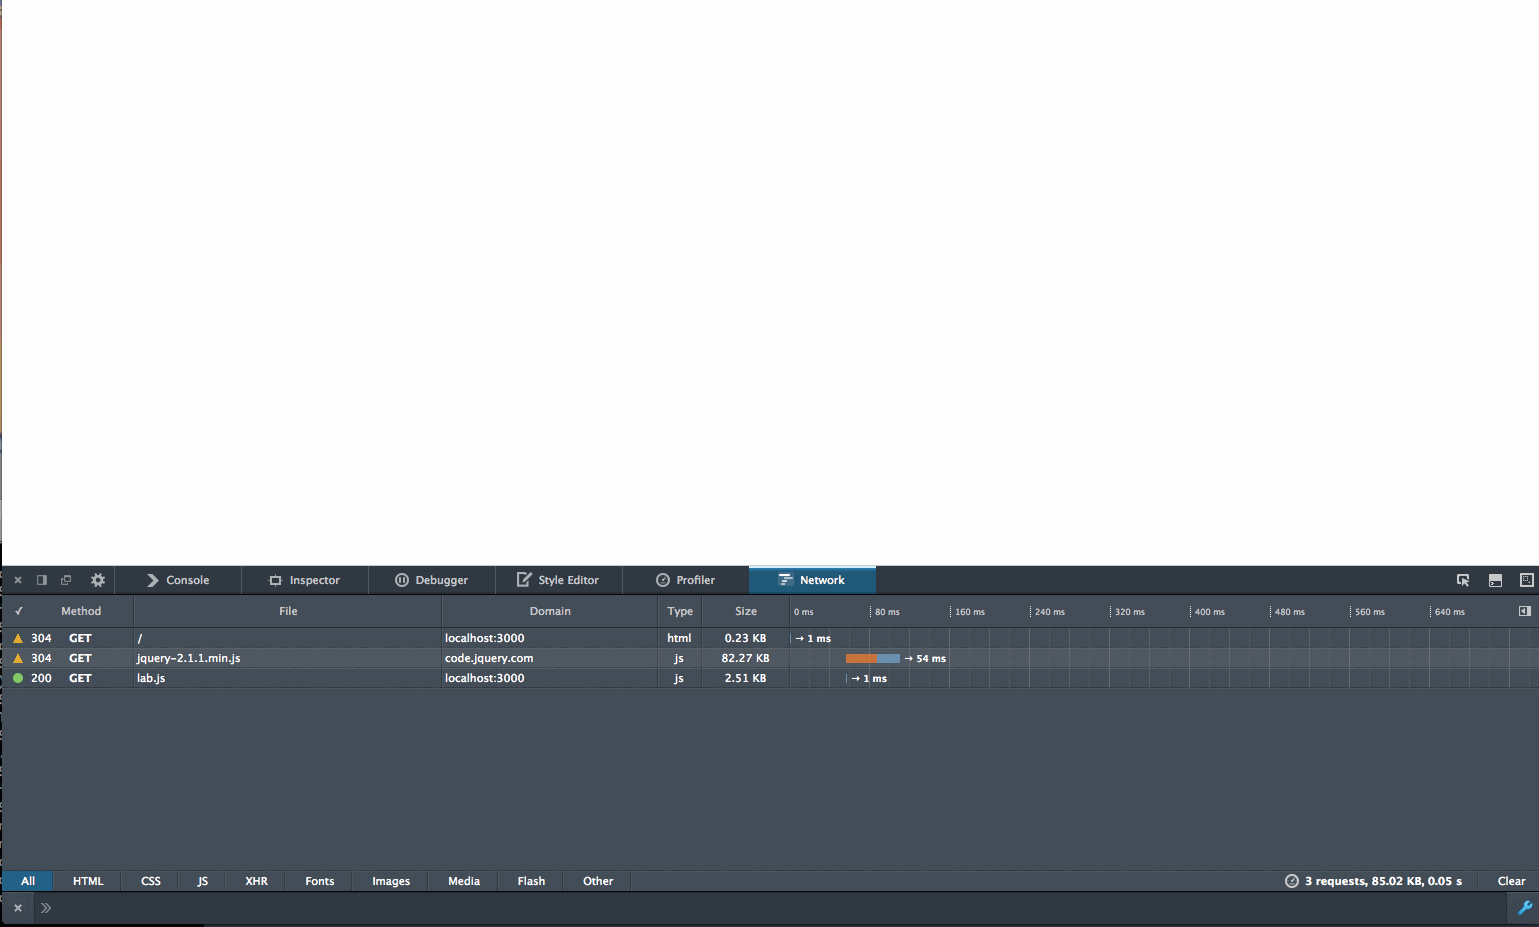 Console Inspector Debugger Style Editor Profiler Network
✓ Method File Domain Type Size 0 ms 80 ms 160 ms 240 ms 320 ms 400 ms 480 ms 560 ms 640 ms
304 GET / localhost:3000 html 0.23 KB → 1 ms
304 GET jquery-2.1.1.min.js code.jquery.com js 82.27 KB → 54 ms
200 GET lab.js localhost:3000 js 2.51 KB → 1 ms
All HTML CSS JS XHR Fonts Images Media Flash Other 3 requests, 85.02 KB, 0.05 s Clear